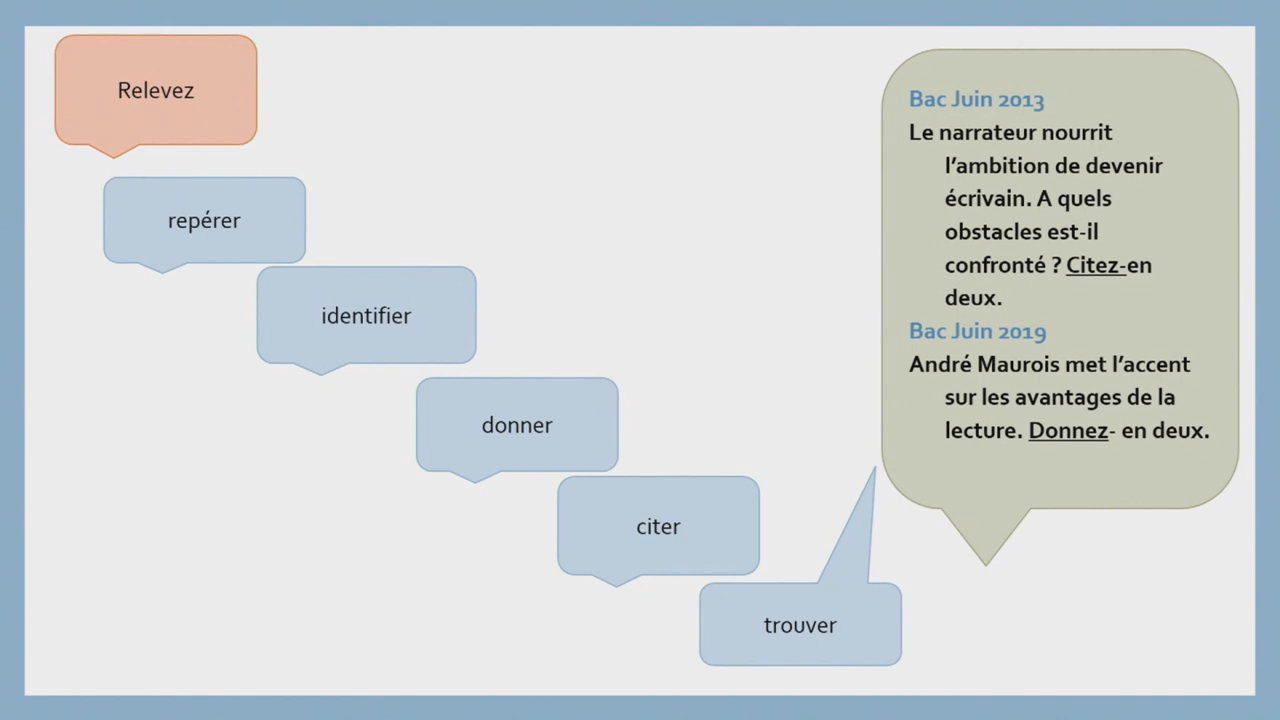 Relevez
repérer
identifier
donner
citer
trouver
Bac Juin 2013
Le narrateur nourrit
l’ambition de devenir
écrivain. A quels
obstacles est-il
confronté ? Citez-en
deux.
Bac Juin 2019
André Maurois met l’accent
sur les avantages de la
lecture. Donnez- en deux.